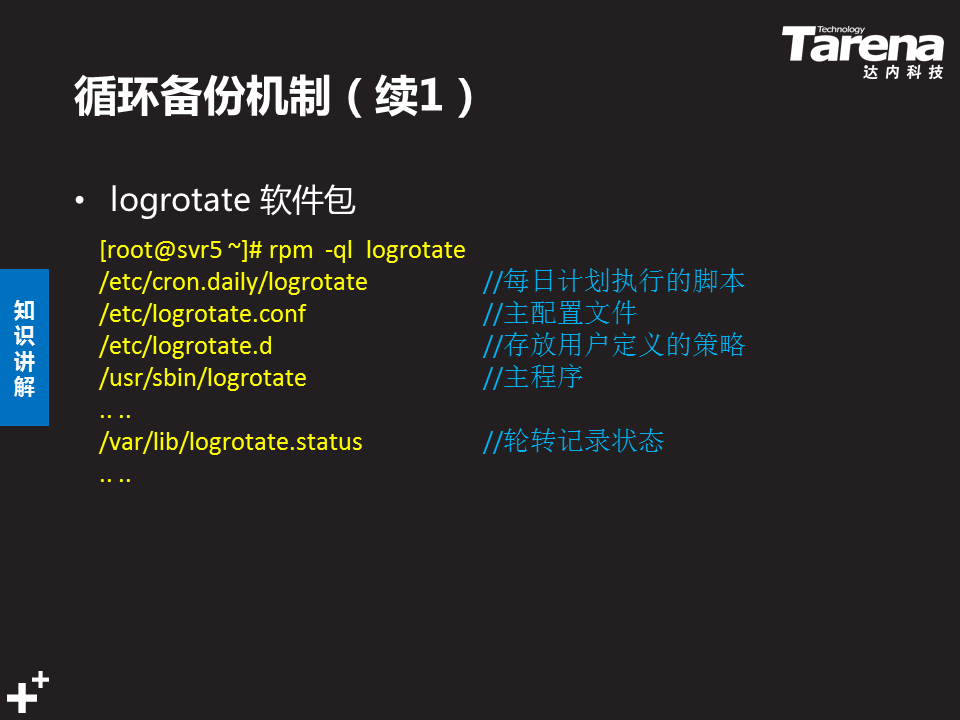 Technology
Tarena
达内科技
循环备份机制（续1）
• logrotate 软件包
[root@svr5 ~]# rpm -ql logrotate
/etc/cron.daily/logrotate //每日计划执行的脚本
/etc/logrotate.conf //主配置文件
/etc/logrotate.d //存放用户定义的策略
/usr/sbin/logrotate //主程序
.. ..
/var/lib/logrotate.status //轮转记录状态
.. ..
知识讲解